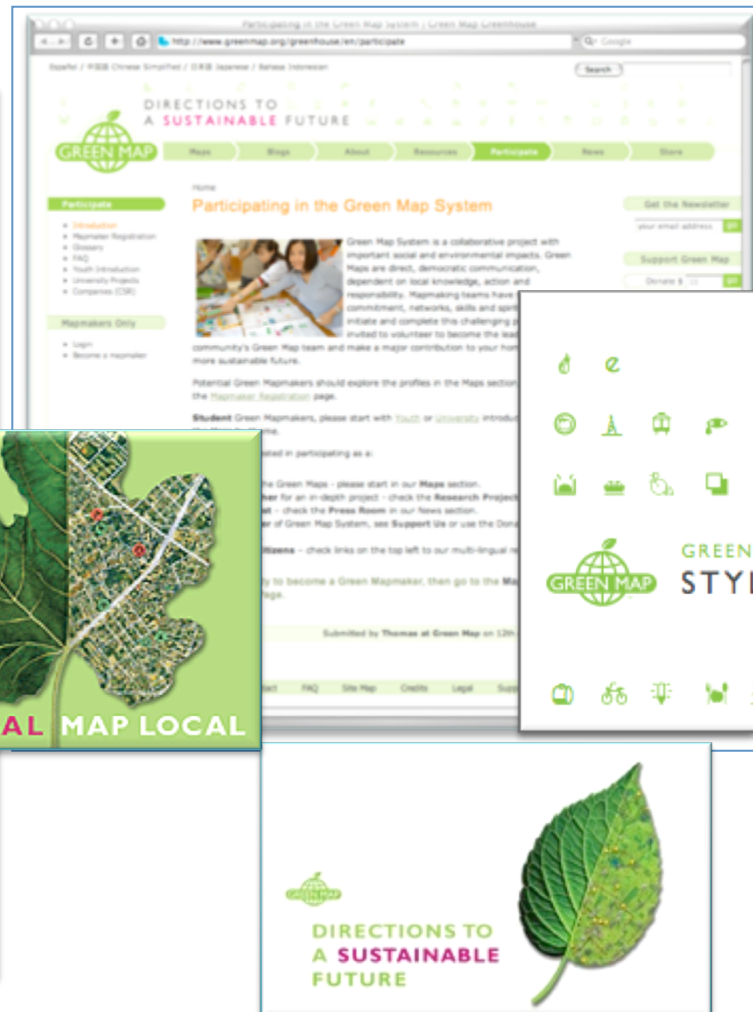 Participating in the Green Map System | Green Map Greenhouse
http://www.greenmap.org/greenhouse/en/participate
Google
Español / 中国語 Chinese Simplified / 日本語 Japanese / Bahasa Indonesian
Search
DIRECTIONS TO
A SUSTAINABLE FUTURE
GREEN MAP
Maps Blogs About Resources Participate News Store
Home
Participate
Introduction
Mapmaker Registration
Glossary
FAQ
Youth Introduction
University Projects
Companies (CSR)
Mapmakers Only
Login
Become a mapmaker
Participating in the Green Map System
Green Map System is a collaborative project with
important social and environmental impacts. Green
Maps are direct, democratic communication,
dependent on local knowledge, action and
responsibility. Mapmaking teams have
commitment, networks, skills and spirit
initiate and complete this challenging
invited to volunteer to become the lead
community's Green Map team and make a major contribution to your
more sustainable future.
Potential Green Mapmakers should explore the profiles in the Maps section
the Mapmaker Registration page.
Student Green Mapmakers, please start with Youth or University
in participating as a:
the Green Maps - please start in our Maps section.
for an in-depth project - check the Research
- check the Press Room in our News section.
of Green Map System, see Support Us or use the
- check links on the top left to our multi-lingual
to become a Green Mapmaker, then go to the
Submitted by Thomas at Green Map on 12th
FAQ Site Map Credits Legal
Get the Newsletter
your email address
Support Green Map
Donate $
GREEN MAP
GREEN
STYL
AL MAP LOCAL
GREEN MAP
DIRECTIONS TO
A SUSTAINABLE
FUTURE